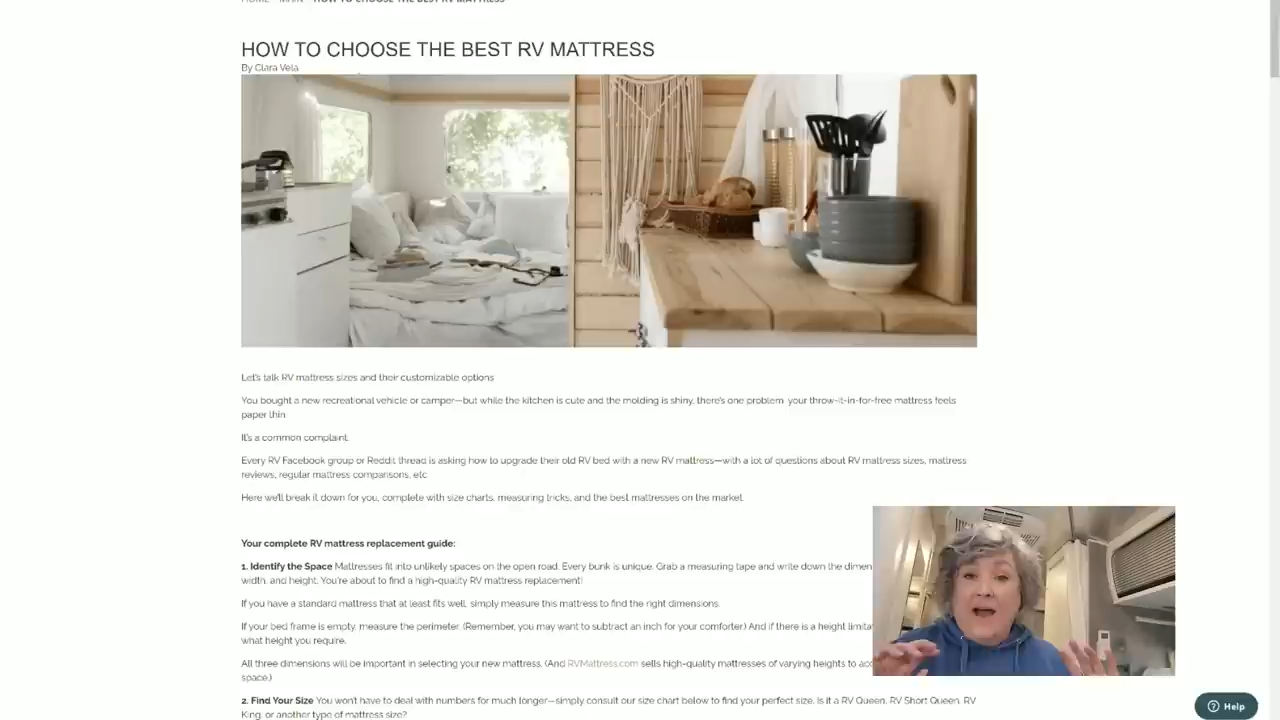 HOME MAIN HOW TO CHOOSE THE BEST RV MATTRESS
HOW TO CHOOSE THE BEST RV MATTRESS
By Clara Vela
Let's talk RV mattress sizes and their customizable options
You bought a new recreational vehicle or camper—but while the kitchen is cute and the molding is shiny, there's one problem your throw-it-in-for-free mattress feels
paper thin
It's a common complaint.
Every RV Facebook group or Reddit thread is asking how to upgrade their old RV bed with a new RV mattress—with a lot of questions about RV mattress sizes, mattress
reviews, regular mattress comparisons, etc
Here we'll break it down for you, complete with size charts, measuring tricks, and the best mattresses on the market.
Your complete RV mattress replacement guide:
1. Identify the Space Mattresses fit into unlikely spaces on the open road. Every bunk is unique. Grab a measuring tape and write down the dimen
width, and height. You're about to find a high-quality RV mattress replacement!
If you have a standard mattress that at least fits well, simply measure this mattress to find the right dimensions.
If your bed frame is empty, measure the perimeter. (Remember, you may want to subtract an inch for your comforter.) And if there is a height limita
what height you require.
All three dimensions will be important in selecting your new mattress. (And RVMattress.com sells high-quality mattresses of varying heights to acc
space.)
2. Find Your Size You won't have to deal with numbers for much longer—simply consult our size chart below to find your perfect size. Is it a RV Queen, RV Short Queen, RV
King, or another type of mattress size?
Help